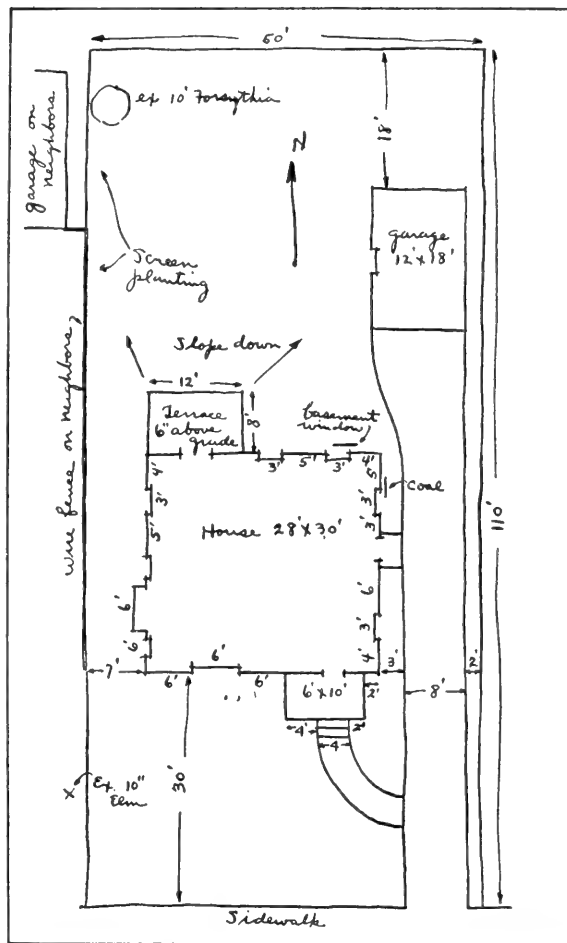 50'
ex 10' Forsythia
N
18'
garage on
neighbors
garage
12' x 18'
Screen
planting
Slope down
12'
Terrace
6" above
grade
8'
basement
window
wire fence on neighbors
3'
5'
3'
4'
4'
3'
5'
6'
6'
5'
3'
3'
Coal
House 28' x 30'
110'
6'
3'
4'
7'
6'
6'
6'
6' x 10'
2'
3'
8'
2'
4'
4
2'
30'
x Ex. 10"
Elm
Sidewalk